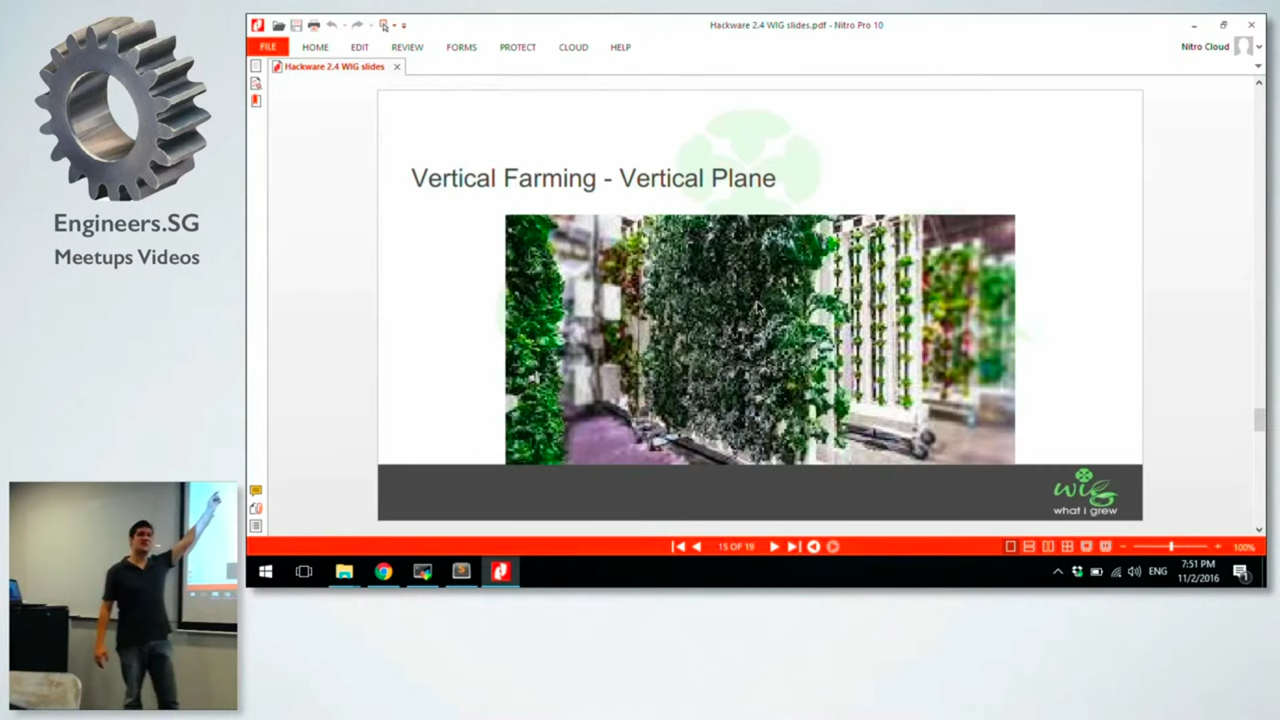 Hackware 2.4 WIG slides.pdf - Nitro Pro 10
FILE HOME EDIT REVIEW FORMS PROTECT CLOUD HELP
Nitro Cloud
Hackware 2.4 WIG slides
Engineers.SG
Meetups Videos
Vertical Farming - Vertical Plane
wig
what i grew
15 OF 19
100%
ENG
7:51 PM
11/2/2016